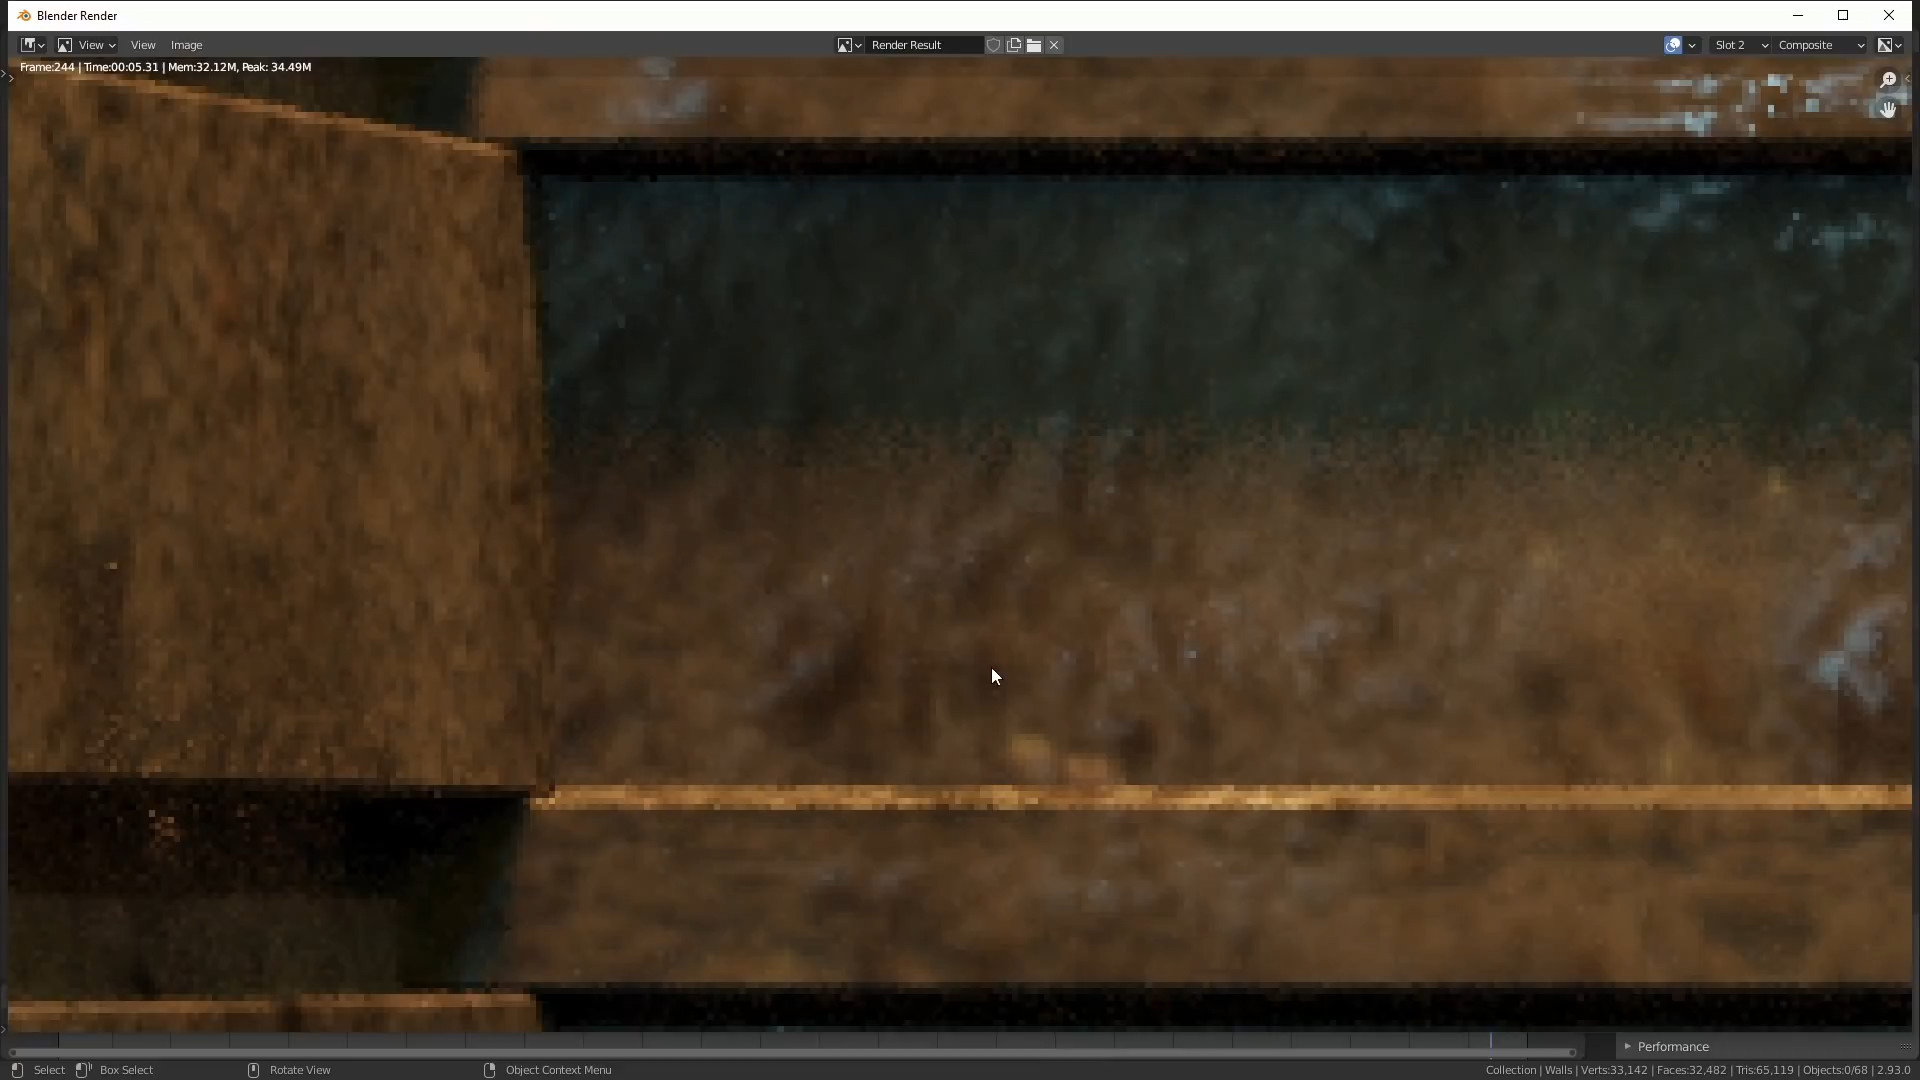 Blender Render
View View Image Render Result Slot 2 Composite
Frame:244 | Time:00:05.31 | Mem:32.12M, Peak: 34.49M
Performance
Select Box Select Rotate View Object Context Menu Collection | Walls | Verts:33,142 | Faces:32,482 | Tris:65,119 | Objects:0/68 | 2.93.0